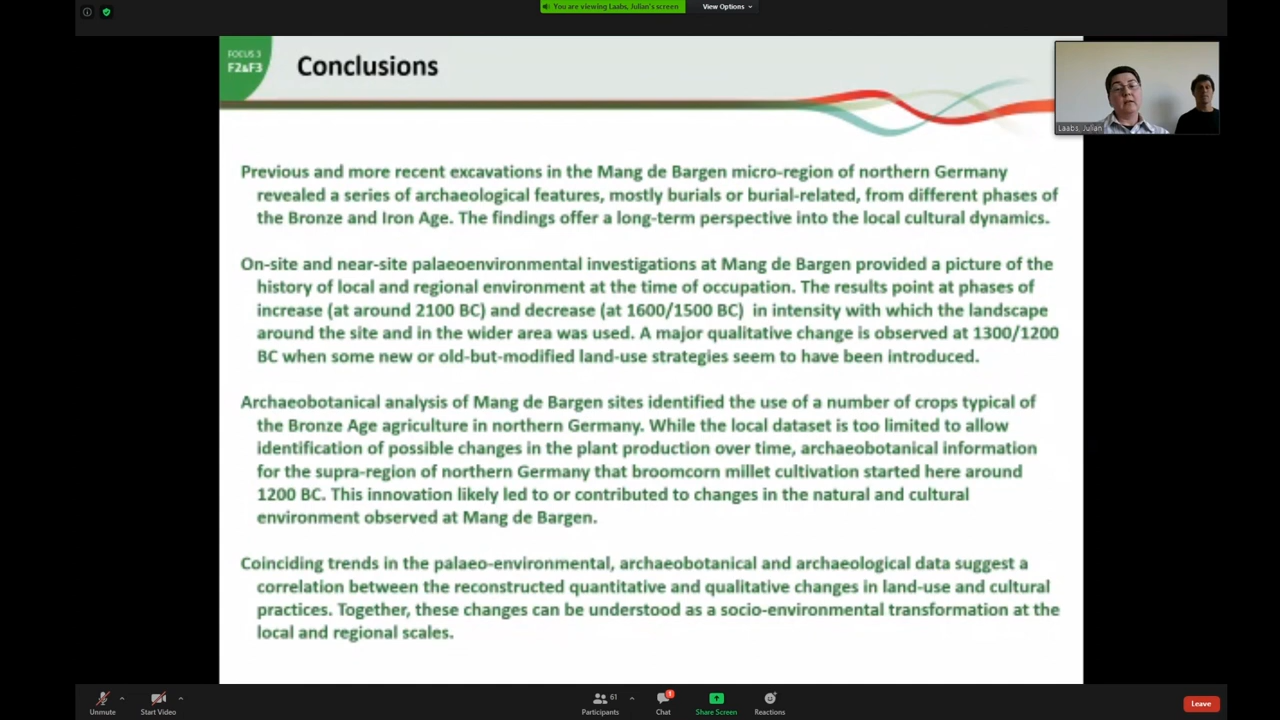 You are viewing Laabs, Julian's screen
View Options
FOCUS 3
F2&F3
Conclusions
Laabs, Julian
Previous and more recent excavations in the Mang de Bargen micro-region of northern Germany
revealed a series of archaeological features, mostly burials or burial-related, from different phases of
the Bronze and Iron Age. The findings offer a long-term perspective into the local cultural dynamics.
On-site and near-site palaeoenvironmental investigations at Mang de Bargen provided a picture of the
history of local and regional environment at the time of occupation. The results point at phases of
increase (at around 2100 BC) and decrease (at 1600/1500 BC) in intensity with which the landscape
around the site and in the wider area was used. A major qualitative change is observed at 1300/1200
BC when some new or old-but-modified land-use strategies seem to have been introduced.
Archaeobotanical analysis of Mang de Bargen sites identified the use of a number of crops typical of
the Bronze Age agriculture in northern Germany. While the local dataset is too limited to allow
identification of possible changes in the plant production over time, archaeobotanical information
for the supra-region of northern Germany that broomcorn millet cultivation started here around
1200 BC. This innovation likely led to or contributed to changes in the natural and cultural
environment observed at Mang de Bargen.
Coinciding trends in the palaeo-environmental, archaeobotanical and archaeological data suggest a
correlation between the reconstructed quantitative and qualitative changes in land-use and cultural
practices. Together, these changes can be understood as a socio-environmental transformation at the
local and regional scales.
61
1
Unmute
Start Video
Participants
Chat
Share Screen
Reactions
Leave